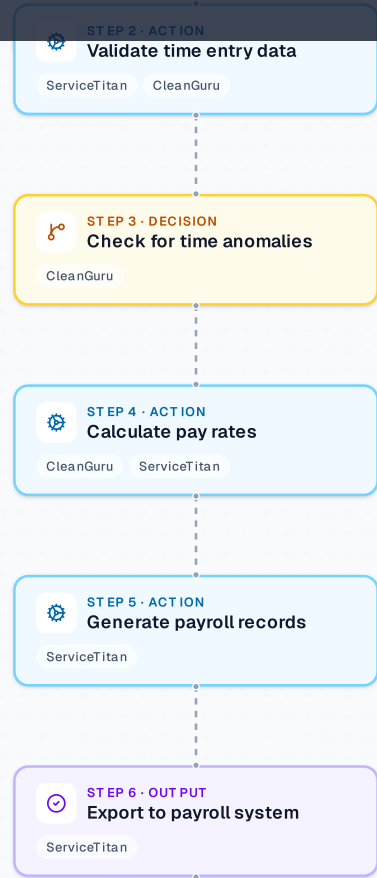 STEP 2 · ACTION
Validate time entry data
ServiceTitan CleanGuru
STEP 3 · DECISION
Check for time anomalies
CleanGuru
STEP 4 · ACTION
Calculate pay rates
CleanGuru ServiceTitan
STEP 5 · ACTION
Generate payroll records
ServiceTitan
STEP 6 · OUTPUT
Export to payroll system
ServiceTitan